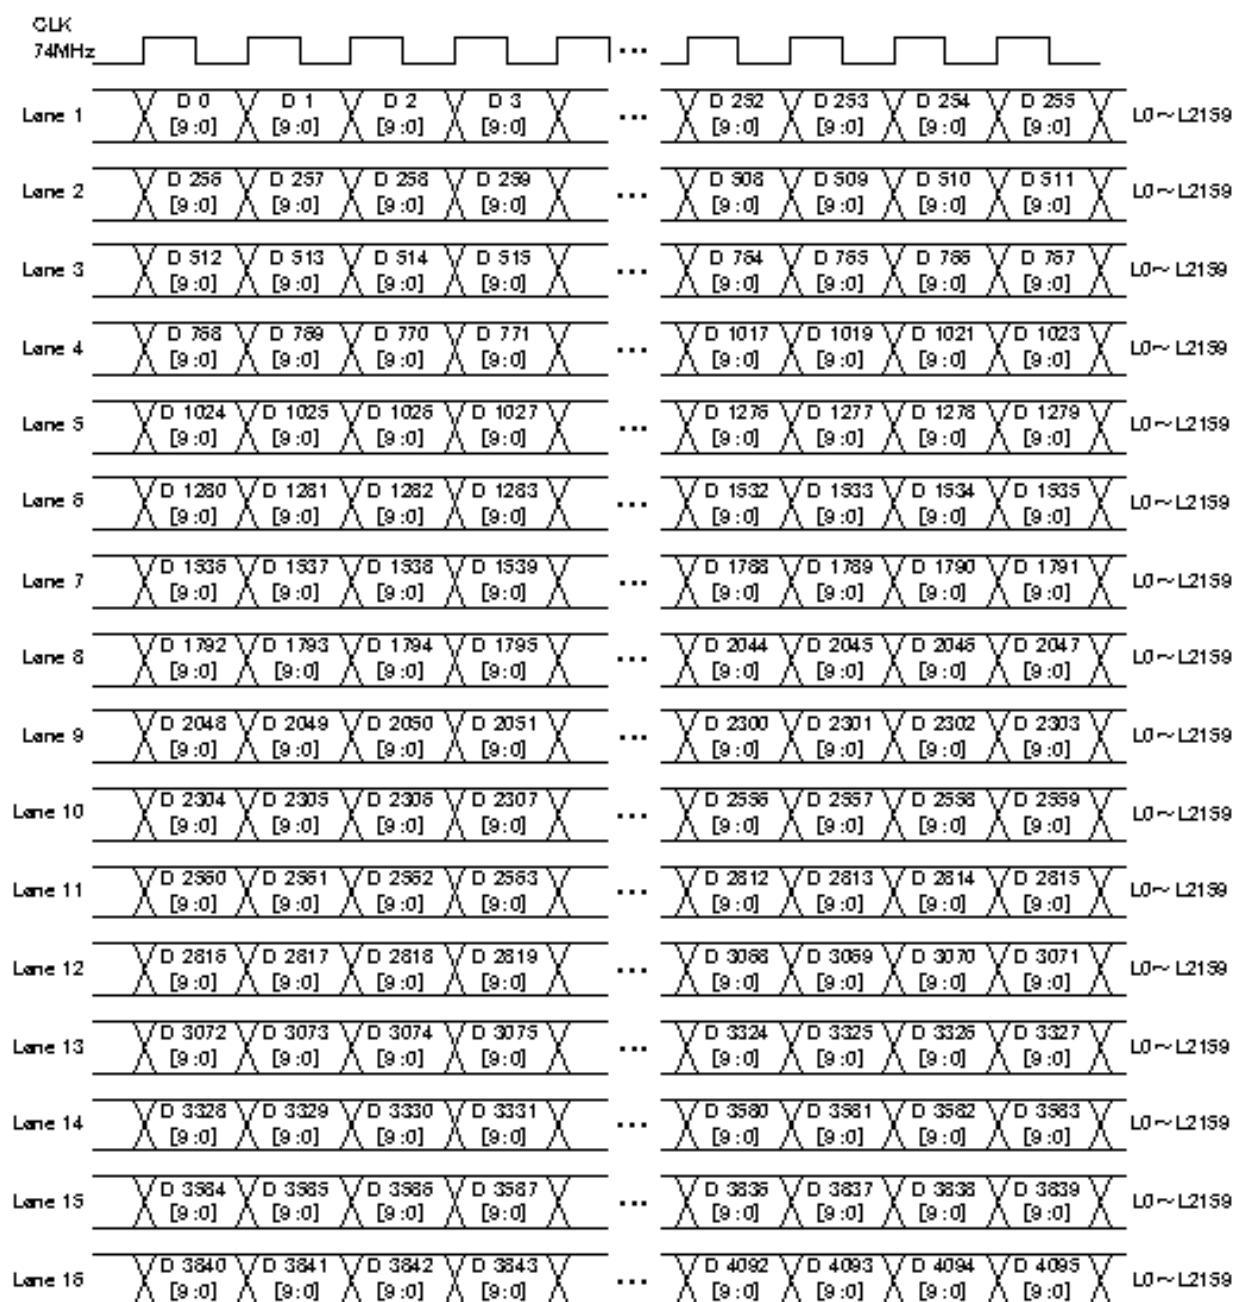 CLK
74MHz
Lane 1 D 0 D 1 D 2 D 3 ... D 252 D 253 D 254 D 255 L0~L2159
[9:0] [9:0] [9:0] [9:0] [9:0] [9:0] [9:0] [9:0]
Lane 2 D 256 D 257 D 258 D 259 ... D 508 D 509 D 510 D 511 L0~L2159
[9:0] [9:0] [9:0] [9:0] [9:0] [9:0] [9:0] [9:0]
Lane 3 D 512 D 513 D 514 D 515 ... D 764 D 765 D 766 D 767 L0~L2159
[9:0] [9:0] [9:0] [9:0] [9:0] [9:0] [9:0] [9:0]
Lane 4 D 768 D 769 D 770 D 771 ... D 1017 D 1019 D 1021 D 1023 L0~L2159
[9:0] [9:0] [9:0] [9:0] [9:0] [9:0] [9:0] [9:0]
Lane 5 D 1024 D 1025 D 1026 D 1027 ... D 1276 D 1277 D 1278 D 1279 L0~L2159
[9:0] [9:0] [9:0] [9:0] [9:0] [9:0] [9:0] [9:0]
Lane 6 D 1280 D 1281 D 1282 D 1283 ... D 1532 D 1533 D 1534 D 1535 L0~L2159
[9:0] [9:0] [9:0] [9:0] [9:0] [9:0] [9:0] [9:0]
Lane 7 D 1536 D 1537 D 1538 D 1539 ... D 1788 D 1789 D 1790 D 1791 L0~L2159
[9:0] [9:0] [9:0] [9:0] [9:0] [9:0] [9:0] [9:0]
Lane 8 D 1792 D 1793 D 1794 D 1795 ... D 2044 D 2045 D 2046 D 2047 L0~L2159
[9:0] [9:0] [9:0] [9:0] [9:0] [9:0] [9:0] [9:0]
Lane 9 D 2048 D 2049 D 2050 D 2051 ... D 2300 D 2301 D 2302 D 2303 L0~L2159
[9:0] [9:0] [9:0] [9:0] [9:0] [9:0] [9:0] [9:0]
Lane 10 D 2304 D 2305 D 2306 D 2307 ... D 2556 D 2557 D 2558 D 2559 L0~L2159
[9:0] [9:0] [9:0] [9:0] [9:0] [9:0] [9:0] [9:0]
Lane 11 D 2560 D 2561 D 2562 D 2563 ... D 2812 D 2813 D 2814 D 2815 L0~L2159
[9:0] [9:0] [9:0] [9:0] [9:0] [9:0] [9:0] [9:0]
Lane 12 D 2816 D 2817 D 2818 D 2819 ... D 3068 D 3069 D 3070 D 3071 L0~L2159
[9:0] [9:0] [9:0] [9:0] [9:0] [9:0] [9:0] [9:0]
Lane 13 D 3072 D 3073 D 3074 D 3075 ... D 3324 D 3325 D 3326 D 3327 L0~L2159
[9:0] [9:0] [9:0] [9:0] [9:0] [9:0] [9:0] [9:0]
Lane 14 D 3328 D 3329 D 3330 D 3331 ... D 3580 D 3581 D 3582 D 3583 L0~L2159
[9:0] [9:0] [9:0] [9:0] [9:0] [9:0] [9:0] [9:0]
Lane 15 D 3584 D 3585 D 3586 D 3587 ... D 3836 D 3837 D 3838 D 3839 L0~L2159
[9:0] [9:0] [9:0] [9:0] [9:0] [9:0] [9:0] [9:0]
Lane 16 D 3840 D 3841 D 3842 D 3843 ... D 4092 D 4093 D 4094 D 4095 L0~L2159
[9:0] [9:0] [9:0] [9:0] [9:0] [9:0] [9:0] [9:0]